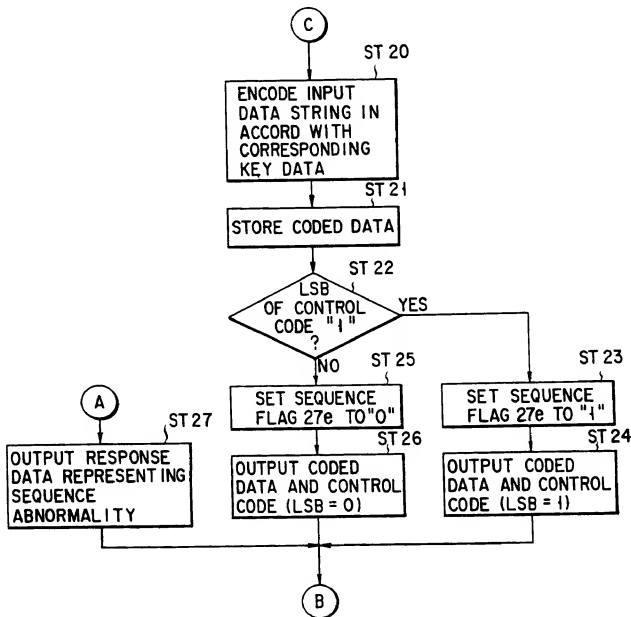 C
ST 20
ENCODE INPUT
DATA STRING IN
ACCORD WITH
CORRESPONDING
KEY DATA
ST 21
STORE CODED DATA
ST 22
LSB
OF CONTROL
CODE "1"
?
YES
NO
ST 25
SET SEQUENCE
FLAG 27e TO "0"
ST 23
SET SEQUENCE
FLAG 27e TO "1"
A
ST 27
OUTPUT RESPONSE
DATA REPRESENTING
SEQUENCE
ABNORMALITY
ST 26
OUTPUT CODED
DATA AND CONTROL
CODE (LSB = 0)
ST 24
OUTPUT CODED
DATA AND CONTROL
CODE (LSB = 1)
B